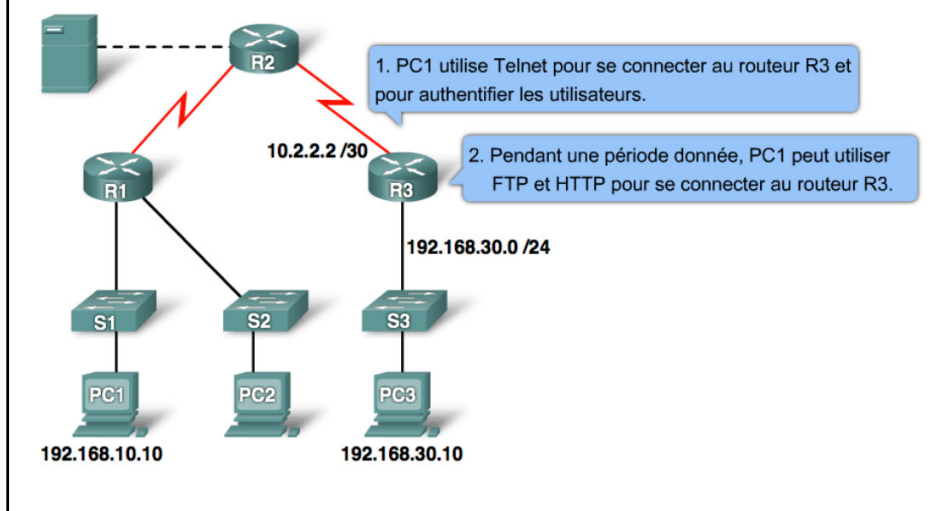 R2
1. PC1 utilise Telnet pour se connecter au routeur R3 et
pour authentifier les utilisateurs.
10.2.2.2 /30
2. Pendant une période donnée, PC1 peut utiliser
FTP et HTTP pour se connecter au routeur R3.
R1
R3
192.168.30.0 /24
S1
S2
S3
PC1
PC2
PC3
192.168.10.10
192.168.30.10